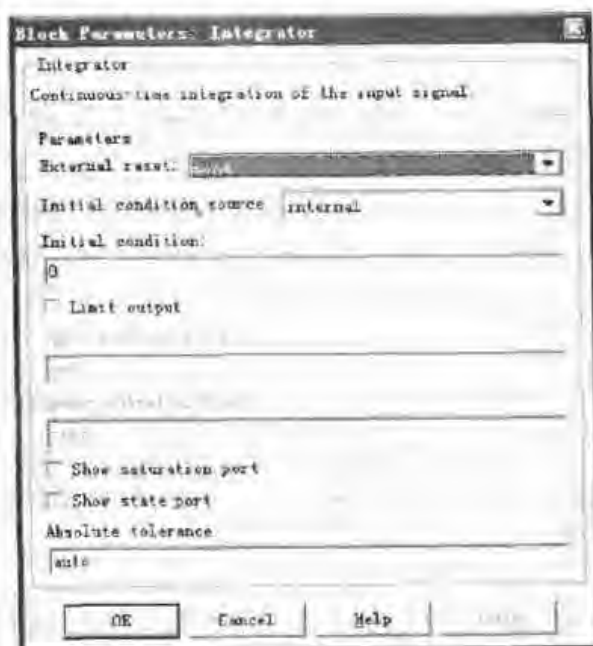 Block Parameters: Integrator
Integrator
Continuous-time integration of the input signal.
Parameters
External reset:
Initial condition source internal
Initial condition:
0
Limit output
Show saturation port
Show state port
Absolute tolerance
auto
OK Cancel Help